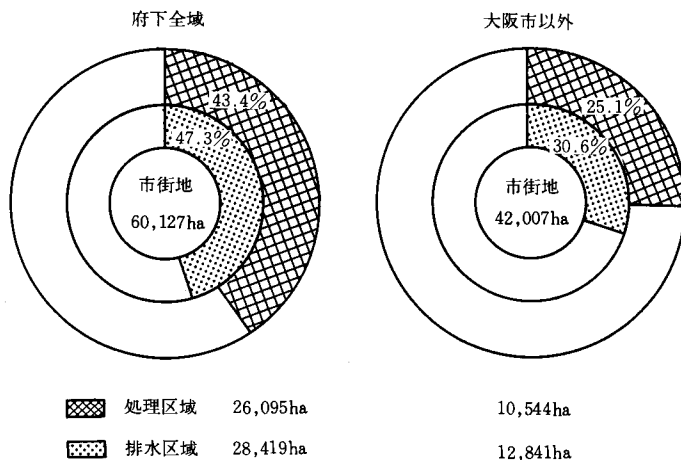 府下全域
大阪市以外
43.4%
47.3%
市街地
60,127ha
25.1%
30.6%
市街地
42,007ha
処理区域 26,095ha 10,544ha
排水区域 28,419ha 12,841ha